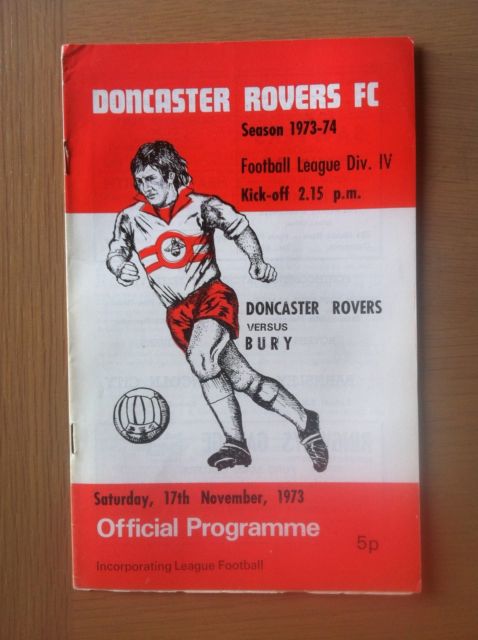 DONCASTER ROVERS FC
Season 1973-74
Football League Div. IV
Kick-off 2.15 p.m.
DONCASTER ROVERS
VERSUS
BURY
Saturday, 17th November, 1973
Official Programme
5p
Incorporating League Football